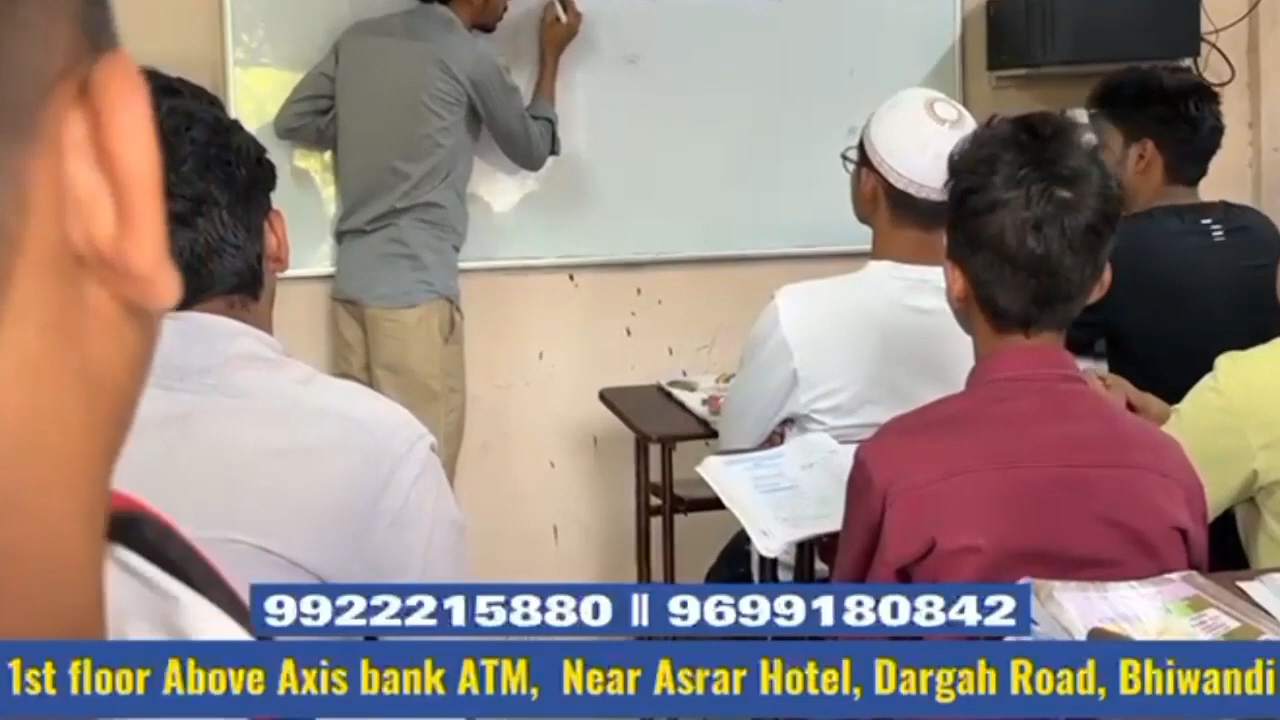 9922215880 || 9699180842
1st floor Above Axis bank ATM, Near Asrar Hotel, Dargah Road, Bhiwandi